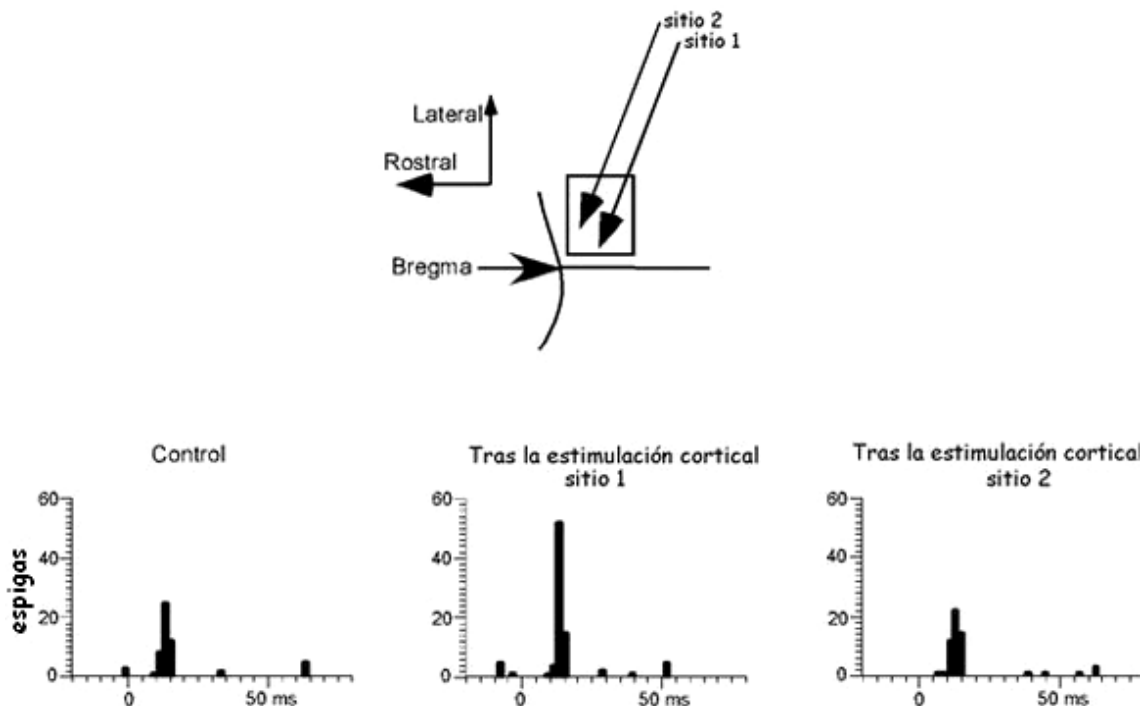 sitio 2
sitio 1
Lateral
Rostral
Bregma
Control
Tras la estimulación cortical
sitio 1
Tras la estimulación cortical
sitio 2
espigas
60
40
20
0
0
50 ms
60
40
20
0
0
50 ms
60
40
20
0
0
50 ms